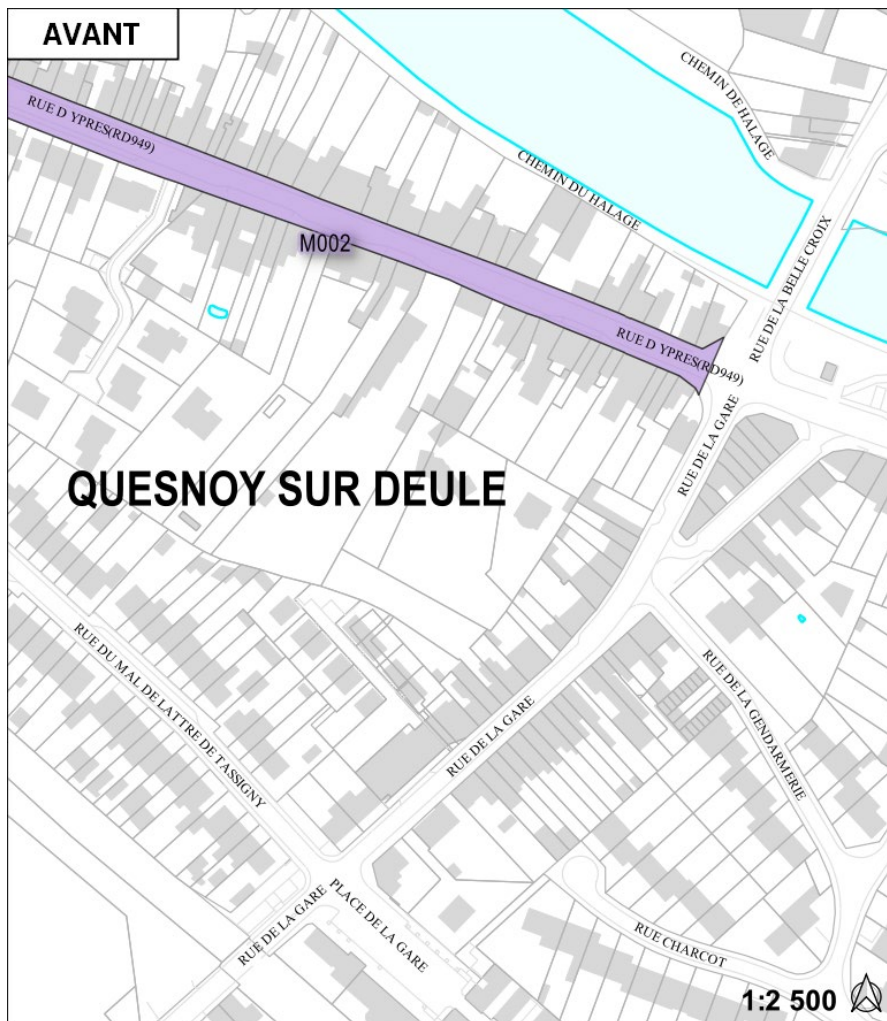 AVANT
CHEMIN DE HALAGE
RUE D YPRES(RD949)
CHEMIN DU HALAGE
M002
RUE DE LA BELLE CROIX
RUE D YPRES(RD949)
RUE DE LA GARE
QUESNOY SUR DEULE
RUE DU MAL DE LATTRE DE TASSIGNY
RUE DE LA GENDARMERIE
RUE DE LA GARE
RUE DE LA GARE
PLACE DE LA GARE
RUE CHARCOT
1:2 500